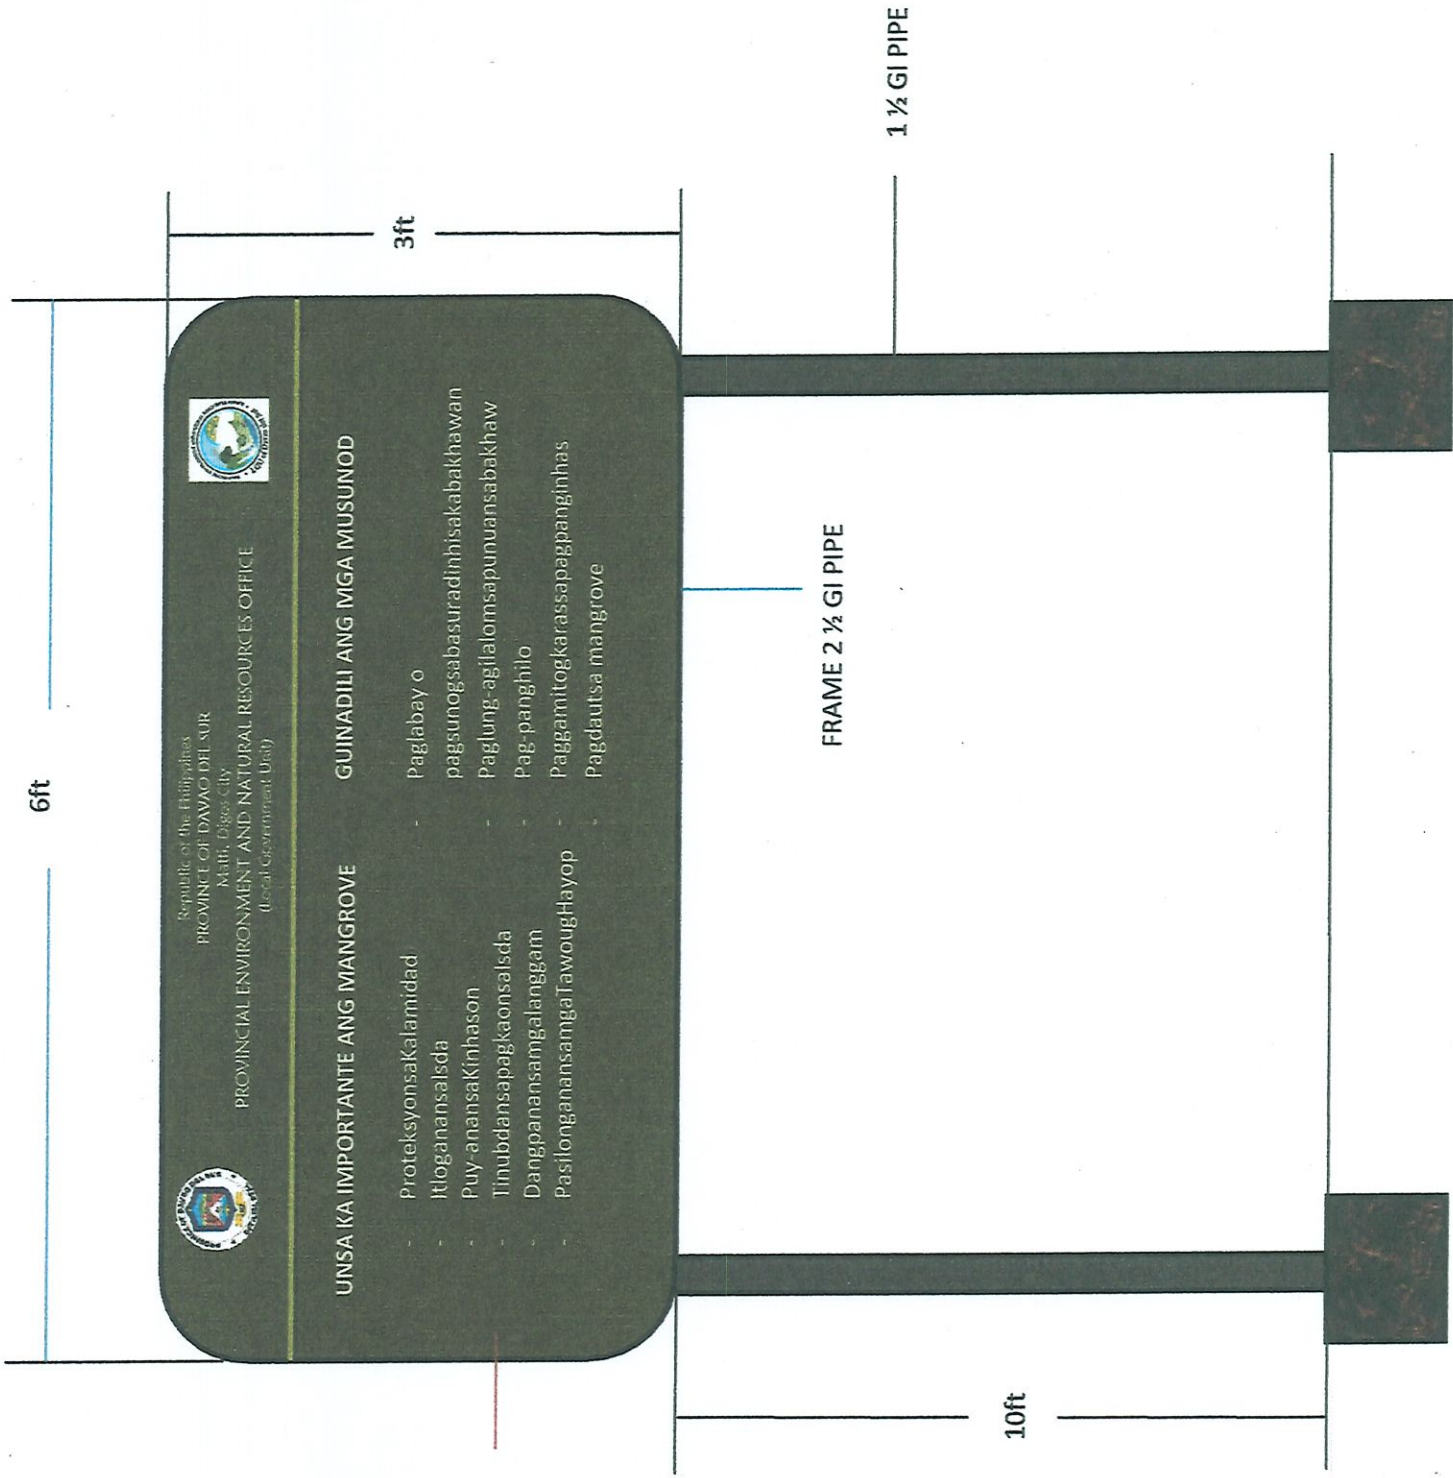 6ft
3ft
Republic of the Philippines
PROVINCE OF DAVAO DEL SUR
Matti, Digos City
PROVINCIAL ENVIRONMENT AND NATURAL RESOURCES OFFICE
(Local Government Unit)
UNSA KA IMPORTANTE ANG MANGROVE
- ProteksyonsaKalamidad
- ItlogananSaIsda
- Puy-anansaKinhason
- TinubdansapagkaonsaIsda
- Dangpanansamgalanggam
- PasilonganansamgaTawougHayop
GUINADILI ANG MGA MUSUNOD
- Paglabay o
pagsunogsabasuradinhisakabakhawan
- Paglung-agilalomsapunuansabakhaw
- Pag-panghilo
- Paggamitogkarassapagpanginhas
- Pagdautsa mangrove
FRAME 2 ½ GI PIPE
1 ½ GI PIPE
10ft